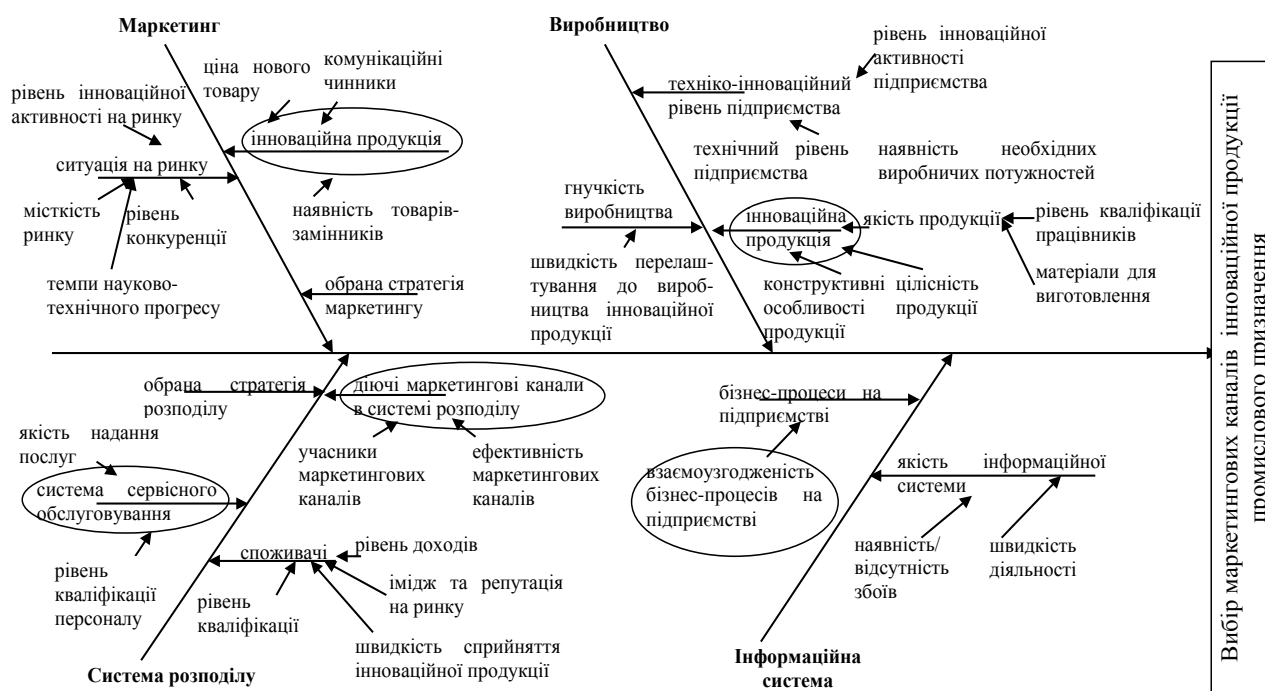 Маркетинг
ціна нового
товару
комунікаційні
чинники
рівень інноваційної
активності на ринку
інноваційна продукція
ситуація на ринку
місткість
ринку
рівень
конкуренції
наявність товарів-
замінників
темпи науково-
технічного прогресу
обрана стратегія
маркетингу
Виробництво
рівень інноваційної
активності
підприємства
техніко-інноваційний
рівень підприємства
технічний рівень
підприємства
наявність необхідних
виробничих потужностей
гнучкість
виробництва
інноваційна
продукція
якість продукції
рівень кваліфікації
працівників
швидкість перелаш-
тування до вироб-
ництва інноваційної
продукції
конструктивні
особливості
продукції
цілісність
продукції
матеріали для
виготовлення
обрана стратегія
розподілу
діючі маркетингові канали
в системі розподілу
якість надання
послуг
учасники
маркетингових
каналів
ефективність
маркетингових
каналів
система сервісного
обслуговування
споживачі
рівень доходів
рівень
кваліфікації
персоналу
рівень
кваліфікації
імідж та репутація
на ринку
швидкість сприйняття
інноваційної продукції
Система розподілу
бізнес-процеси на
підприємстві
взаємоузгодженість
бізнес-процесів на
підприємстві
якість інформаційної
системи
наявність/
відсутність
збоїв
швидкість
діяльності
Інформаційна
система
Вибір маркетингових каналів інноваційної продукції
промислового призначення